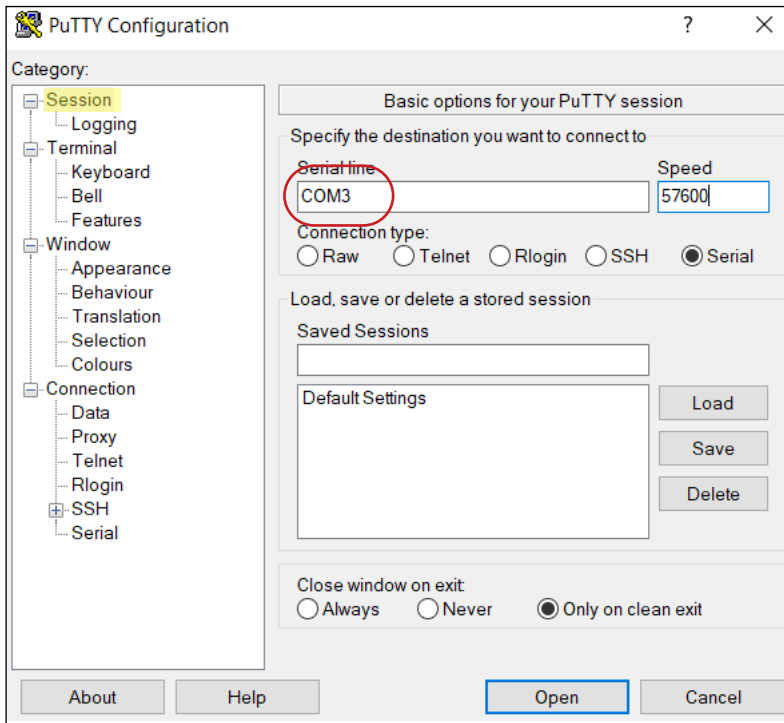 PuTTY Configuration
?
Category:
Session
Logging
Terminal
Keyboard
Bell
Features
Window
Appearance
Behaviour
Translation
Selection
Colours
Connection
Data
Proxy
Telnet
Rlogin
SSH
Serial
Basic options for your PuTTY session
Specify the destination you want to connect to
Serial line Speed
COM3 57600
Connection type:
Raw Telnet Rlogin SSH Serial
Load, save or delete a stored session
Saved Sessions
Default Settings
Load
Save
Delete
Close window on exit:
Always Never Only on clean exit
About Help Open Cancel